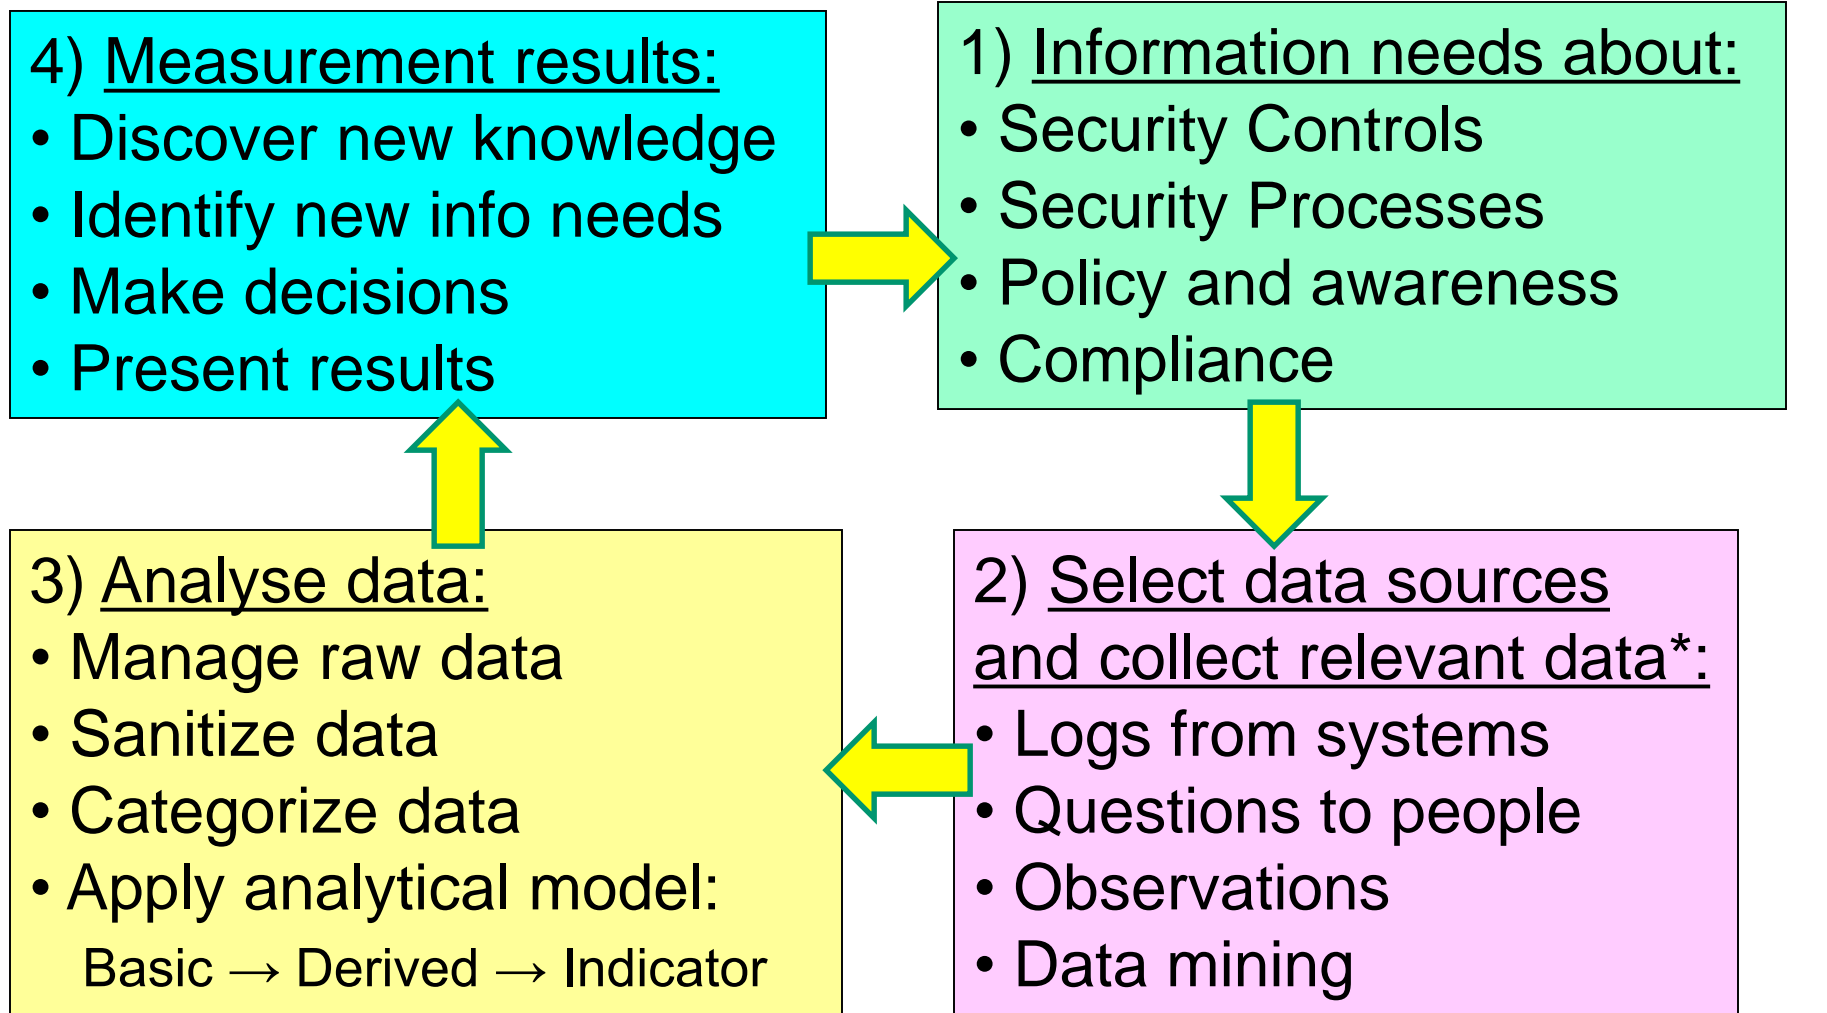 4) Measurement results:
• Discover new knowledge
• Identify new info needs
• Make decisions
• Present results
1) Information needs about:
• Security Controls
• Security Processes
• Policy and awareness
• Compliance
3) Analyse data:
• Manage raw data
• Sanitize data
• Categorize data
• Apply analytical model:
Basic → Derived → Indicator
2) Select data sources
and collect relevant data*:
• Logs from systems
• Questions to people
• Observations
• Data mining